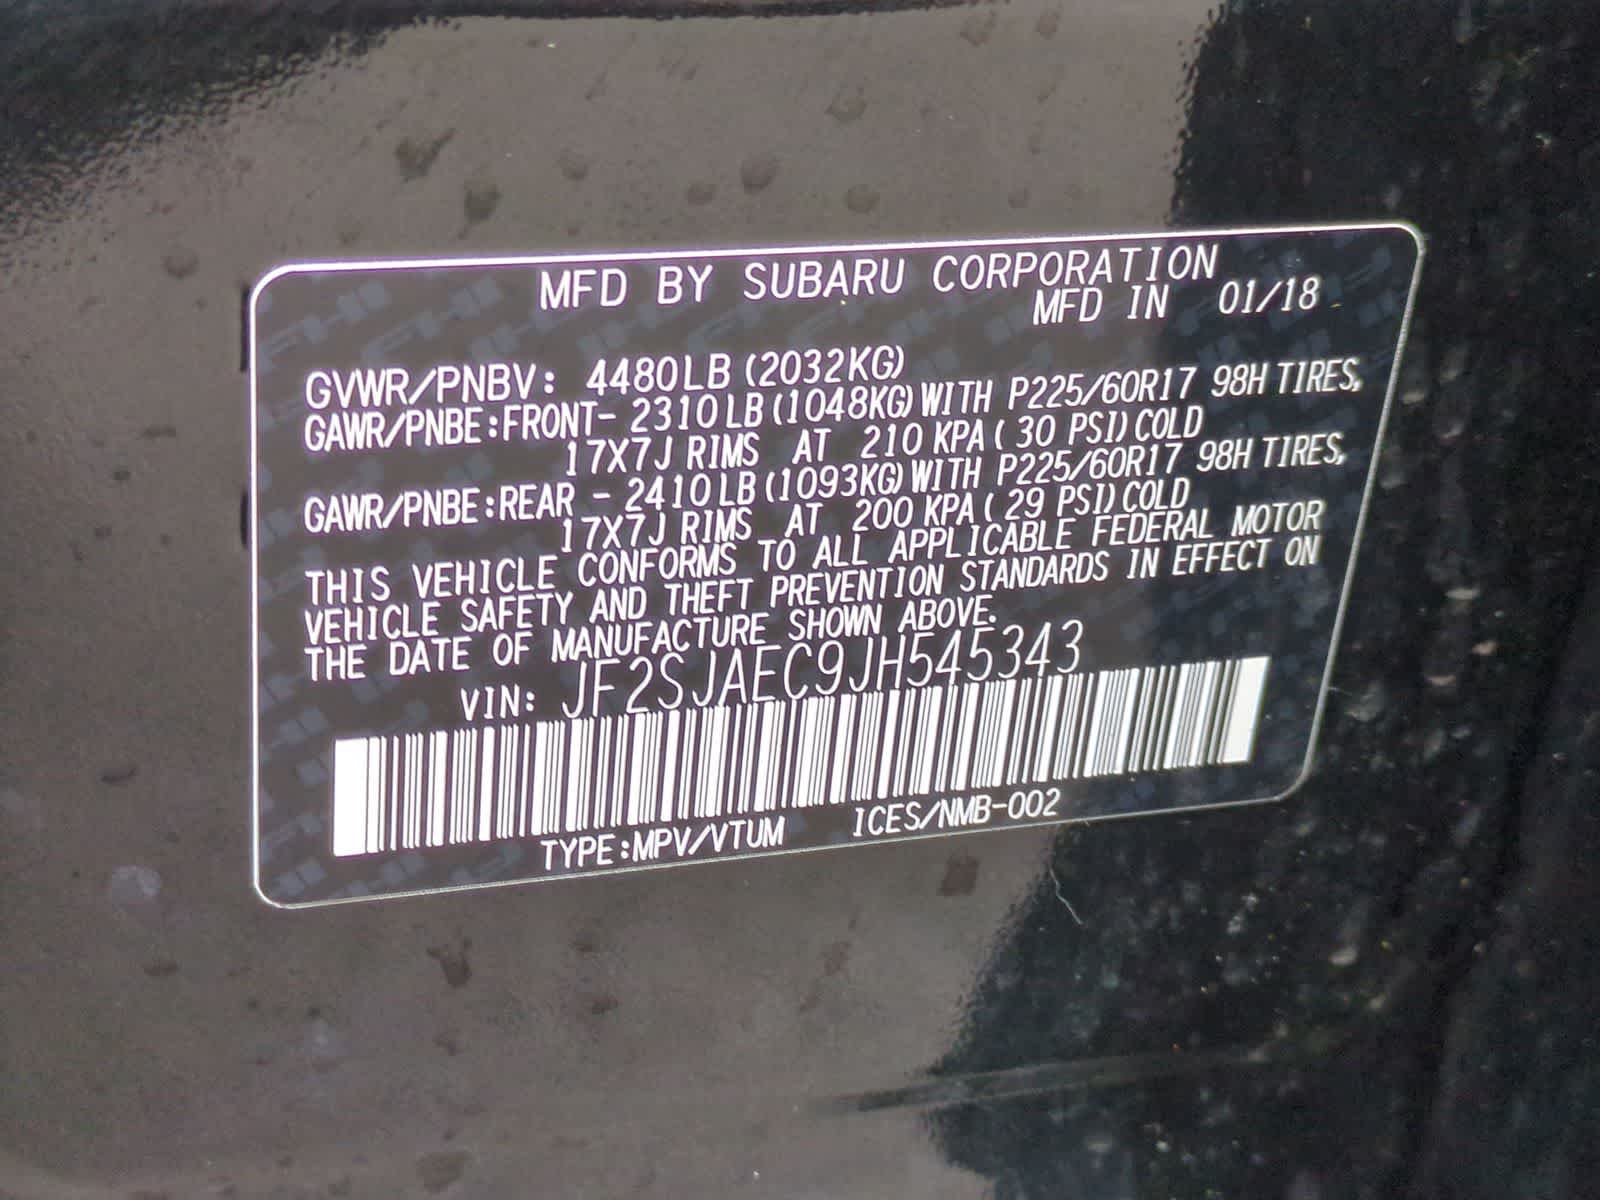 MFD BY SUBARU CORPORATION
MFD IN 01/18
GVWR/PNBV: 4480LB (2032KG)
GAWR/PNBE:FRONT- 2310LB(1048KG)WITH P225/60R17 98H TIRES,
17X7J RIMS AT 210 KPA( 30 PSI)COLD
GAWR/PNBE:REAR - 2410LB(1093KG)WITH P225/60R17 98H TIRES,
17X7J RIMS AT 200 KPA( 29 PSI)COLD
THIS VEHICLE CONFORMS TO ALL APPLICABLE FEDERAL MOTOR
VEHICLE SAFETY AND THEFT PREVENTION STANDARDS IN EFFECT ON
THE DATE OF MANUFACTURE SHOWN ABOVE.
VIN: JF2SJAEC9JH545343
TYPE:MPV/VTUM ICES/NMB-002